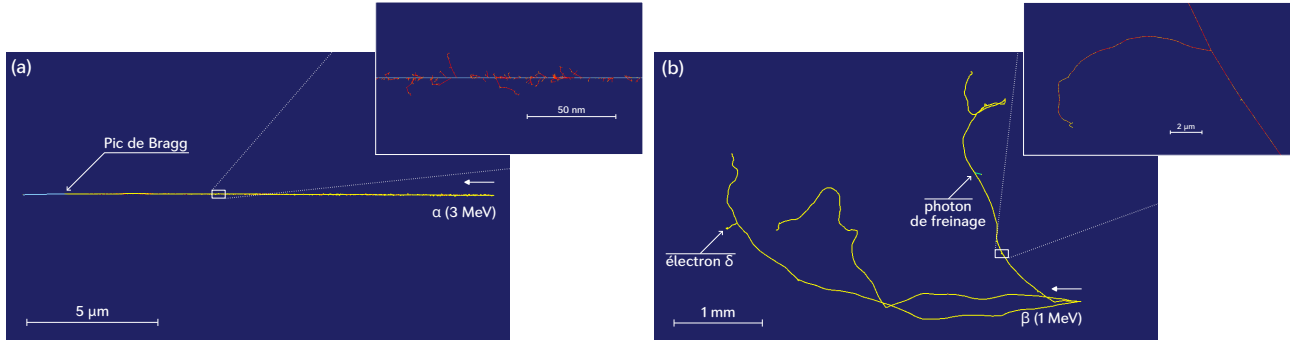 (a)
50 nm
Pic de Bragg
α (3 MeV)
5 µm
(b)
2 µm
photon
de freinage
électron δ
1 mm
β (1 MeV)